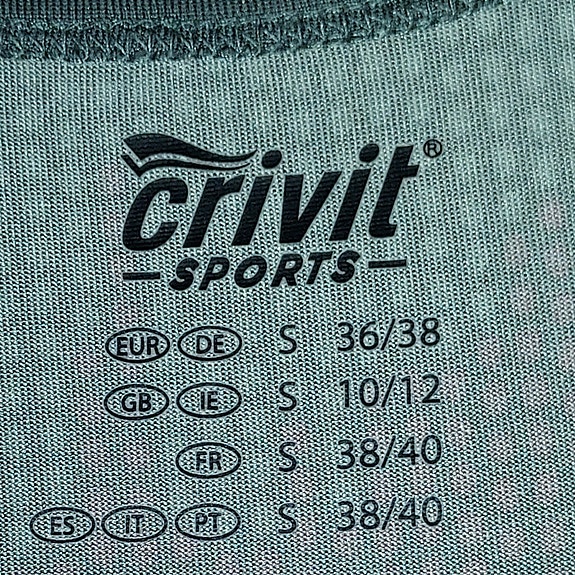 crivit®
SPORTS
EUR DE S 36/38
GB IE S 10/12
FR S 38/40
ES IT PT S 38/40